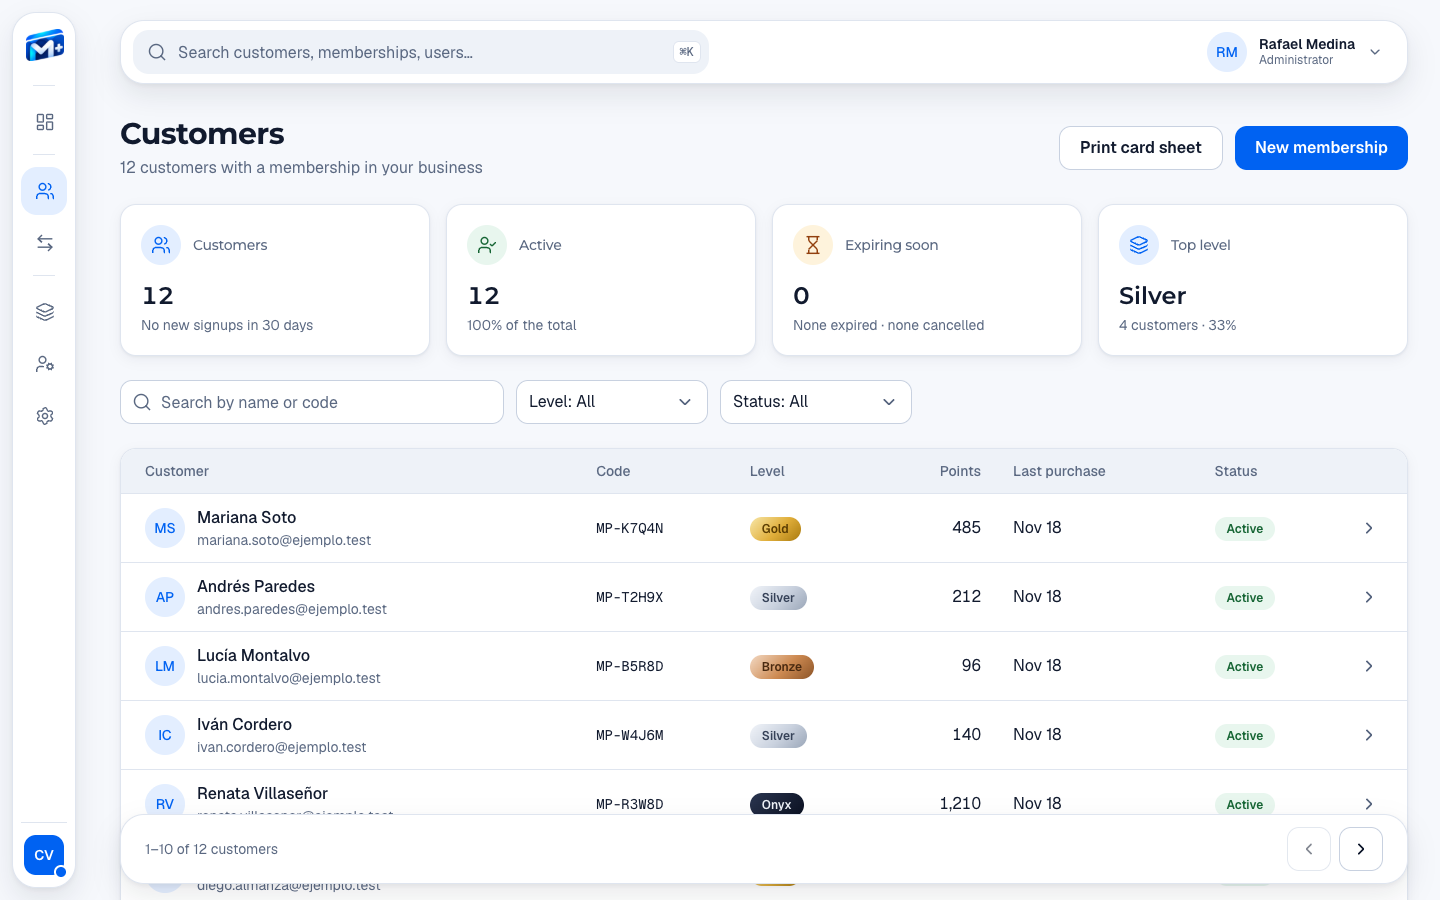 M+
Search customers, memberships, users...
⌘K
RM
Rafael Medina
Administrator
Customers
12 customers with a membership in your business
Print card sheet
New membership
Customers
12
No new signups in 30 days
Active
12
100% of the total
Expiring soon
0
None expired · none cancelled
Top level
Silver
4 customers · 33%
Search by name or code
Level: All
Status: All
Customer Code Level Points Last purchase Status
MS Mariana Soto MP-K7Q4N Gold 485 Nov 18 Active
mariana.soto@ejemplo.test
AP Andrés Paredes MP-T2H9X Silver 212 Nov 18 Active
andres.paredes@ejemplo.test
LM Lucía Montalvo MP-B5R8D Bronze 96 Nov 18 Active
lucia.montalvo@ejemplo.test
IC Iván Cordero MP-W4J6M Silver 140 Nov 18 Active
ivan.cordero@ejemplo.test
RV Renata Villaseñor MP-R3W8D Onyx 1,210 Nov 18 Active
1–10 of 12 customers
diego.almanza@ejemplo.test
CV